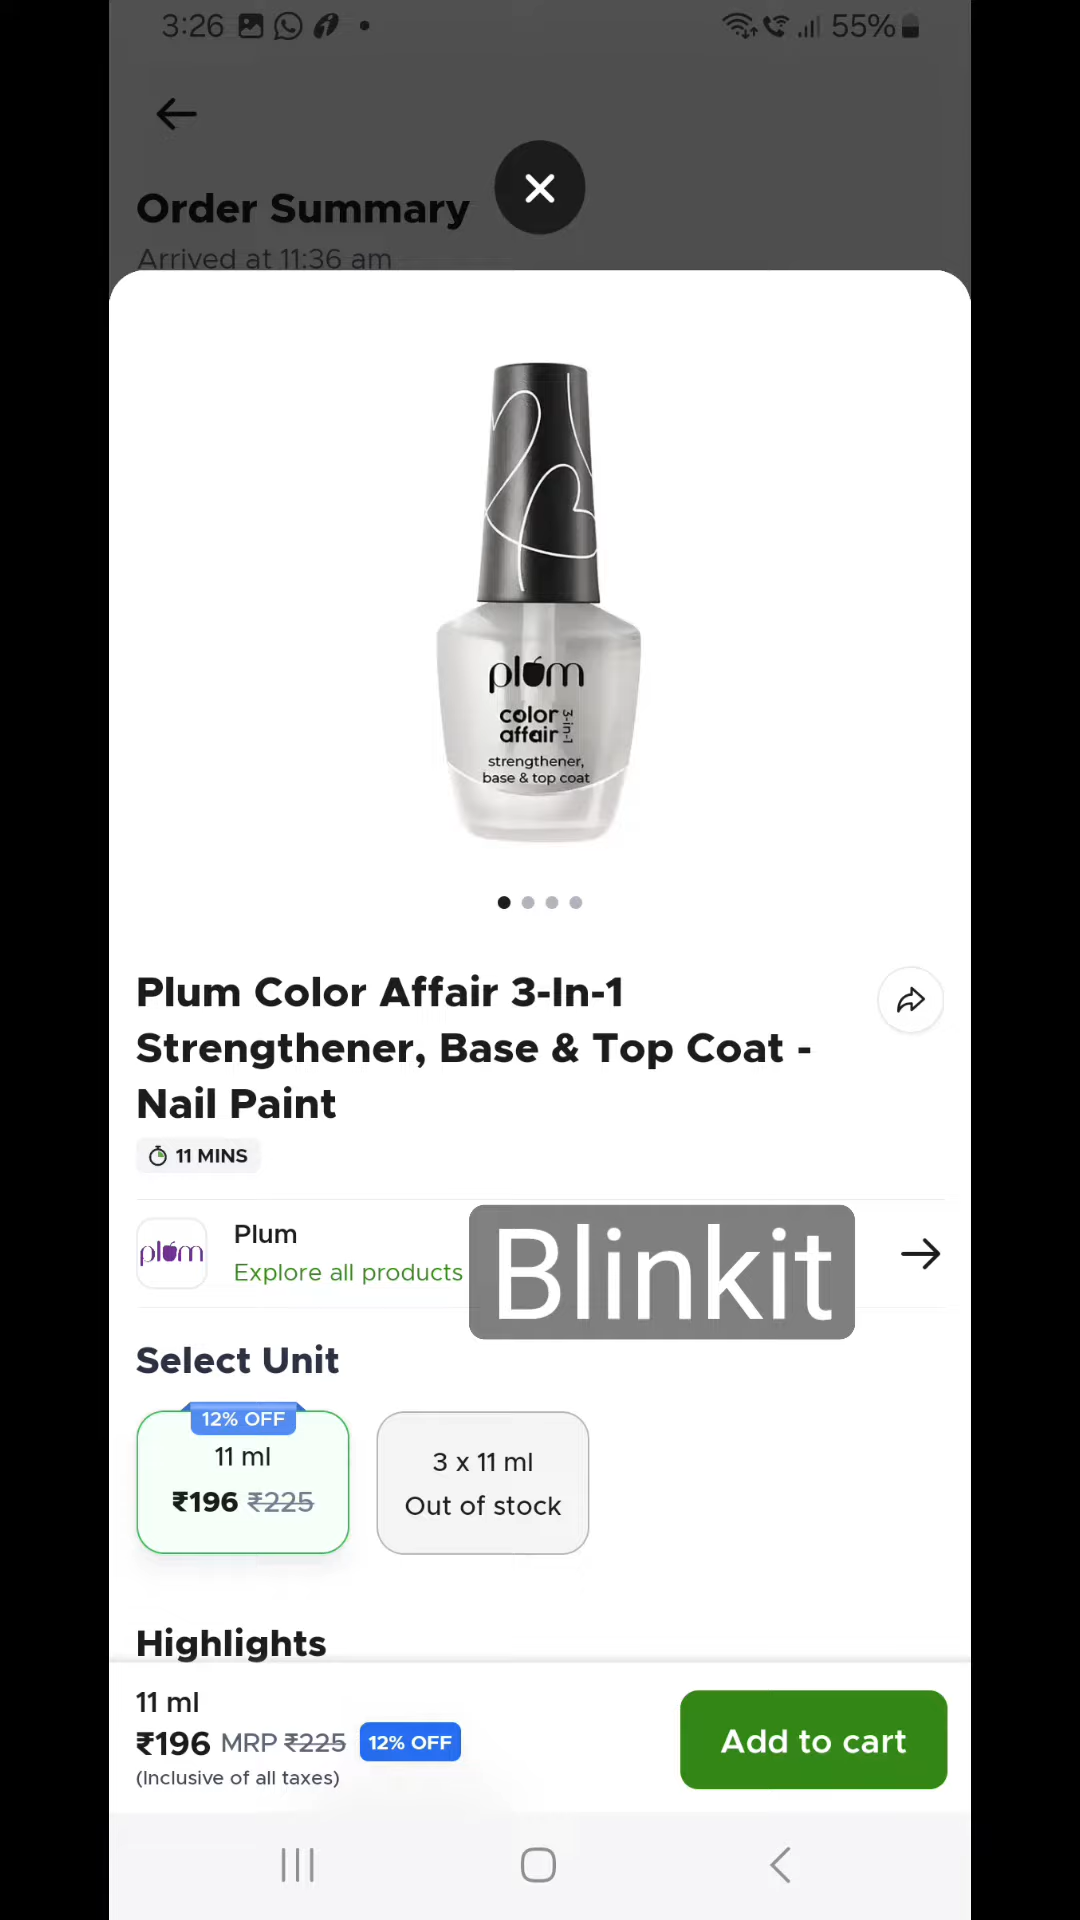 3:26
55%
Order Summary
Arrived at 11:36 am
plum
color
affair 3-in-1
strengthener,
base & top coat
Plum Color Affair 3-In-1
Strengthener, Base & Top Coat -
Nail Paint
11 MINS
plum
Plum
Explore all products
Blinkit
Select Unit
12% OFF
11 ml
₹196 ₹225
3 x 11 ml
Out of stock
Highlights
11 ml
₹196 MRP ₹225 12% OFF
(Inclusive of all taxes)
Add to cart